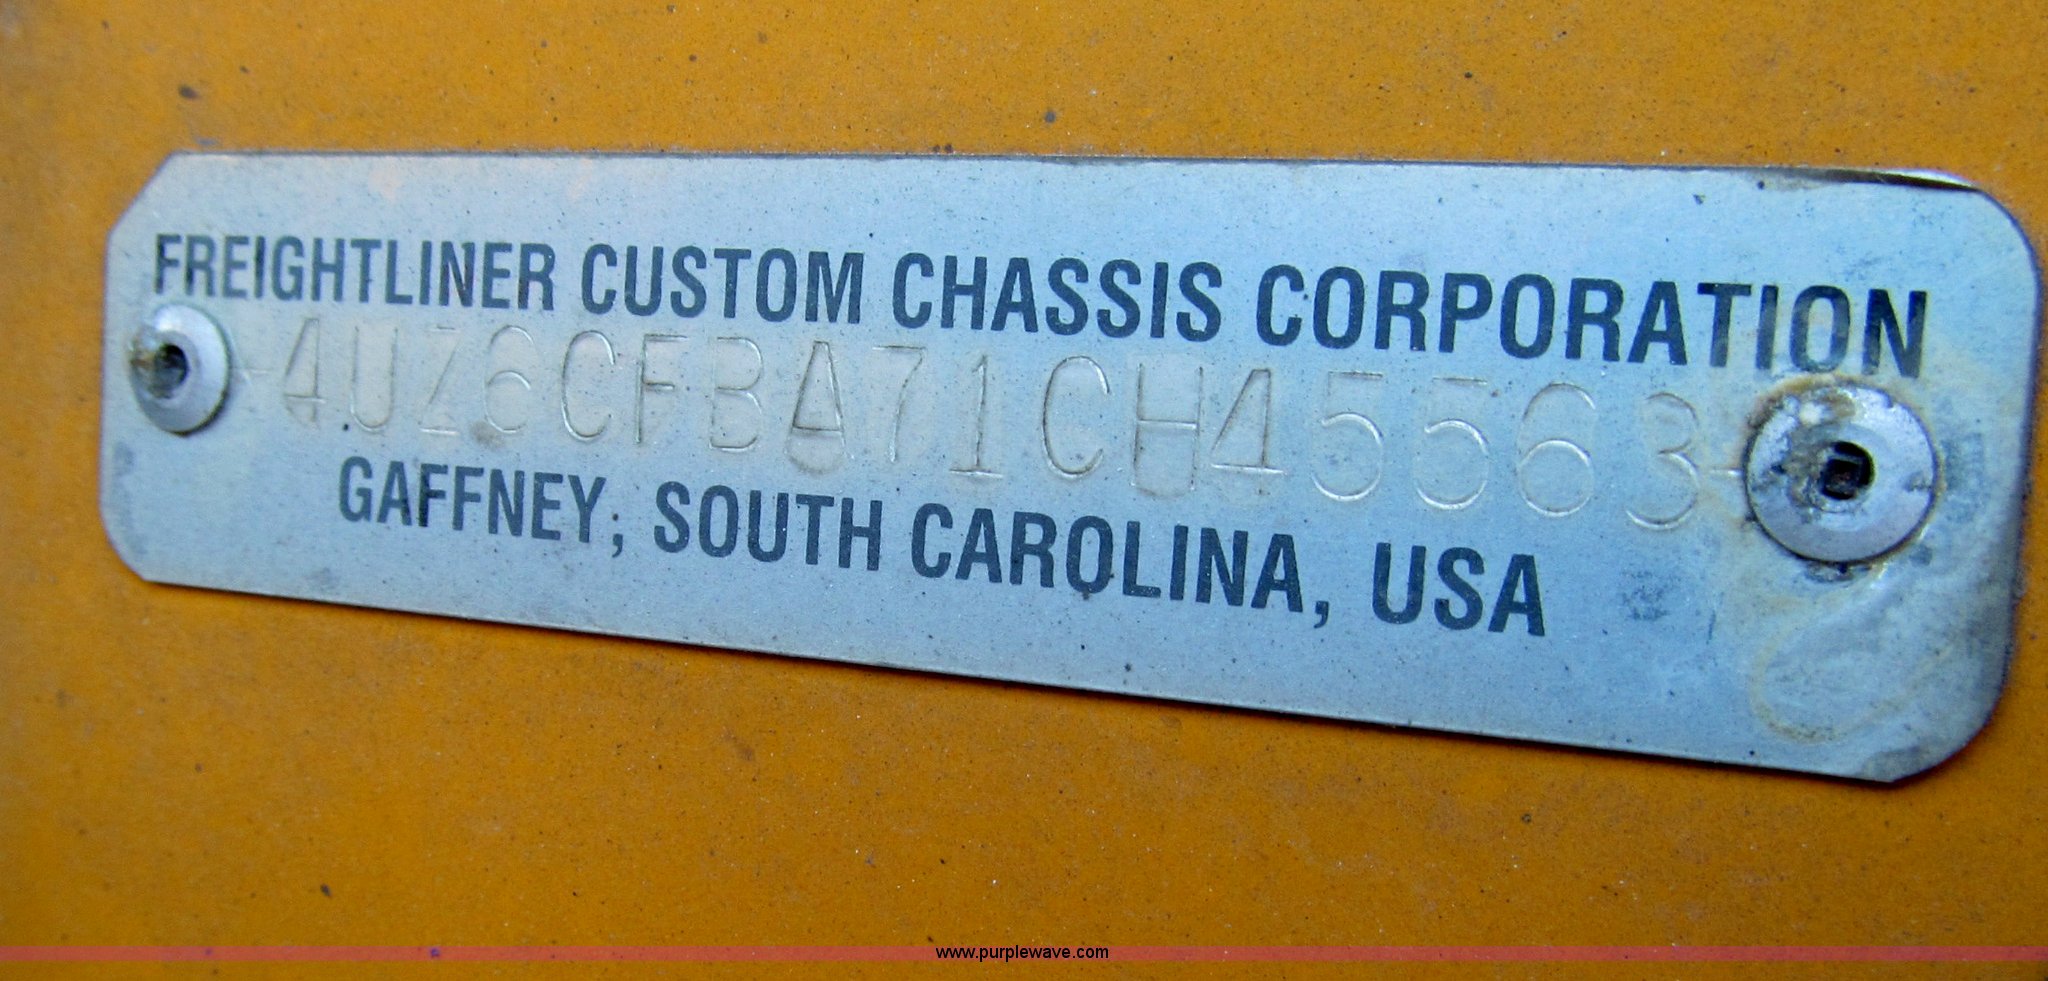 FREIGHTLINER CUSTOM CHASSIS CORPORATION
-4UZ6CFBA71CH45563-
GAFFNEY, SOUTH CAROLINA, USA
www.purplewave.com